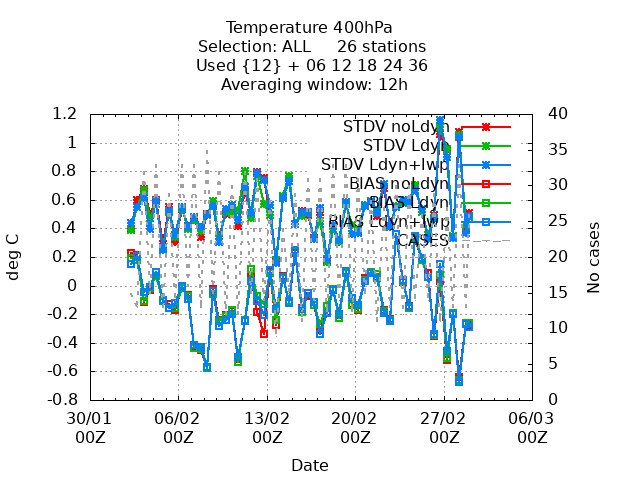 Temperature 400hPa
Selection: ALL     26 stations
Used {12} + 06 12 18 24 36
Averaging window: 12h
1.2
1
0.8
0.6
0.4
0.2
0
-0.2
-0.4
-0.6
-0.8
deg C
40
35
30
25
20
15
10
5
0
No cases
STDV noLdyn
STDV Ldyn
STDV Ldyn+lwp
BIAS noLdyn
BIAS Ldyn
BIAS Ldyn+lwp
CASES
30/01 06/02 13/02 20/02 27/02 06/03
00Z 00Z 00Z 00Z 00Z 00Z
Date